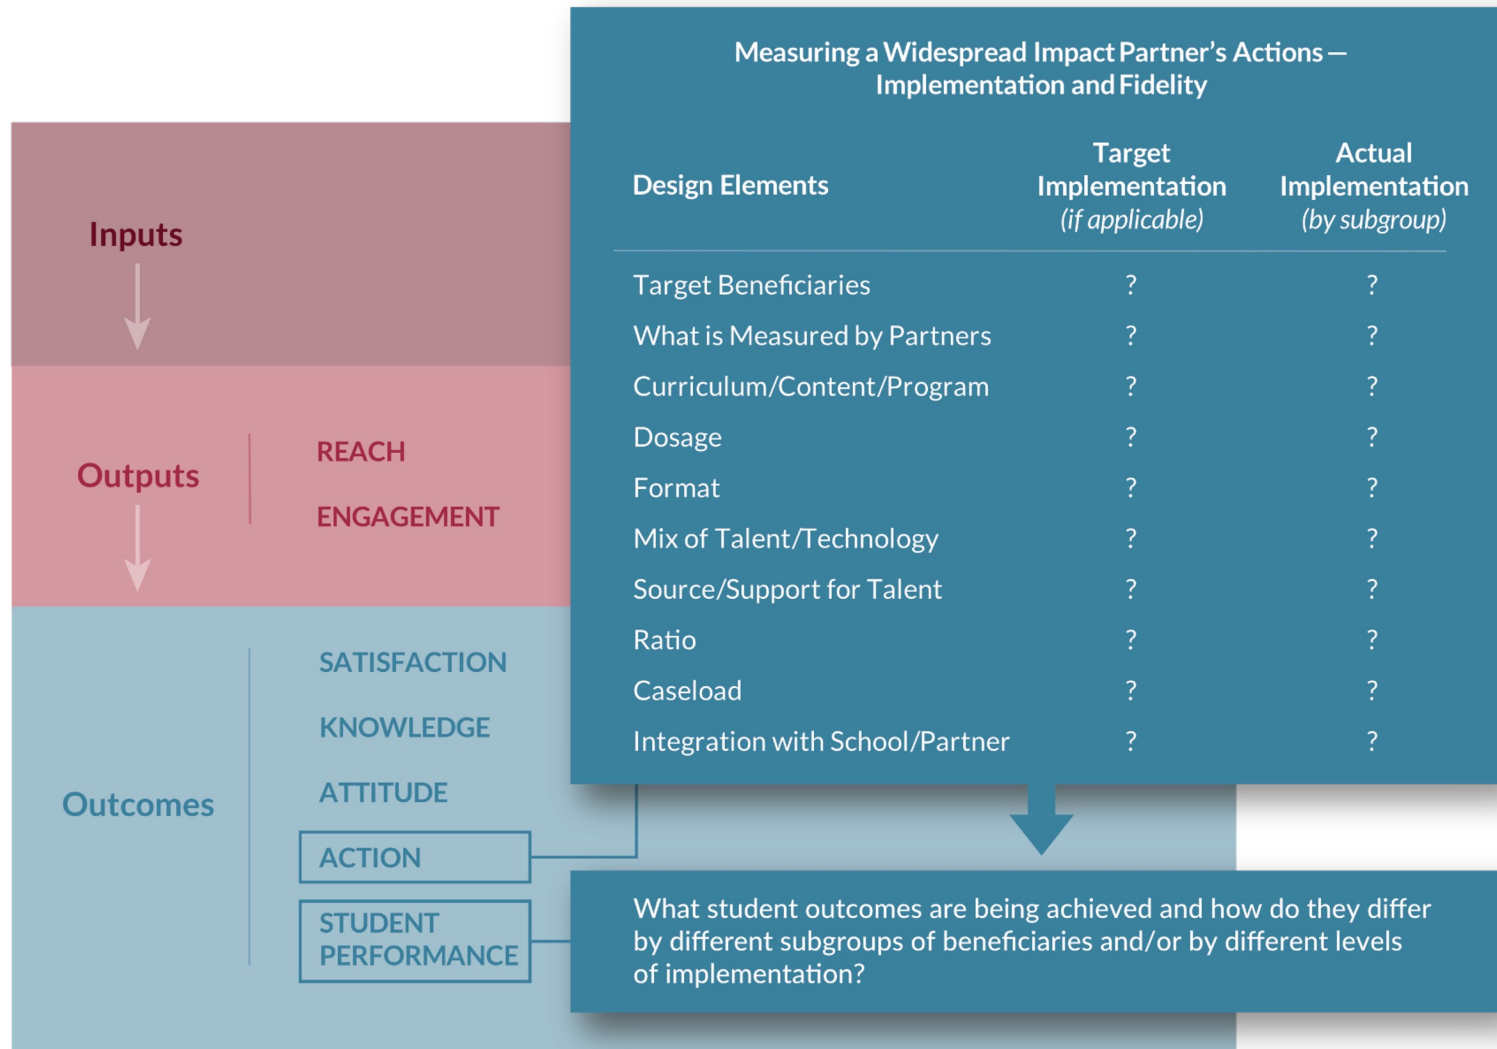 Measuring a Widespread Impact Partner's Actions —
Implementation and Fidelity
Design Elements
Target
Implementation
(if applicable)
Actual
Implementation
(by subgroup)
Target Beneficiaries ? ?
What is Measured by Partners ? ?
Curriculum/Content/Program ? ?
Dosage ? ?
Format ? ?
Mix of Talent/Technology ? ?
Source/Support for Talent ? ?
Ratio ? ?
Caseload ? ?
Integration with School/Partner ? ?
Inputs
Outputs
REACH
ENGAGEMENT
Outcomes
SATISFACTION
KNOWLEDGE
ATTITUDE
ACTION
STUDENT
PERFORMANCE
What student outcomes are being achieved and how do they differ
by different subgroups of beneficiaries and/or by different levels
of implementation?